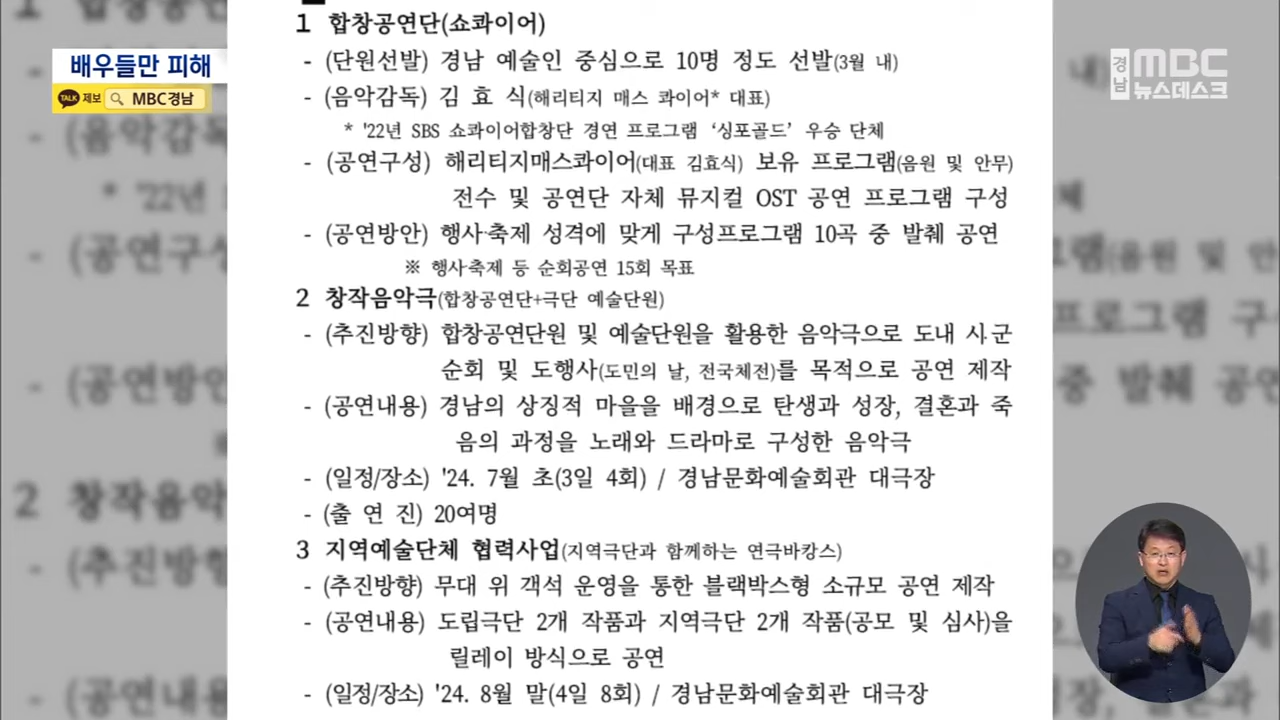 배우들만 피해
TALK 제보 MBC경남
경남 MBC 뉴스데스크
1 합창공연단(쇼콰이어)
- (단원선발) 경남 예술인 중심으로 10명 정도 선발(3월 내)
- (음악감독) 김 효 식(해리티지 매스 콰이어* 대표)
* '22년 SBS 쇼콰이어합창단 경연 프로그램 ‘싱포골드’ 우승 단체
- (공연구성) 해리티지매스콰이어(대표 김효식) 보유 프로그램(음원 및 안무)
전수 및 공연단 자체 뮤지컬 OST 공연 프로그램 구성
- (공연방안) 행사·축제 성격에 맞게 구성프로그램 10곡 중 발췌 공연
※ 행사축제 등 순회공연 15회 목표
2 창작음악극(합창공연단+극단 예술단원)
- (추진방향) 합창공연단원 및 예술단원을 활용한 음악극으로 도내 시·군
순회 및 도행사(도민의 날, 전국체전)를 목적으로 공연 제작
- (공연내용) 경남의 상징적 마을을 배경으로 탄생과 성장, 결혼과 죽
음의 과정을 노래와 드라마로 구성한 음악극
- (일정/장소) '24. 7월 초(3일 4회) / 경남문화예술회관 대극장
- (출 연 진) 20여명
3 지역예술단체 협력사업(지역극단과 함께하는 연극바캉스)
- (추진방향) 무대 위 객석 운영을 통한 블랙박스형 소규모 공연 제작
- (공연내용) 도립극단 2개 작품과 지역극단 2개 작품(공모 및 심사)을
릴레이 방식으로 공연
- (일정/장소) '24. 8월 말(4일 8회) / 경남문화예술회관 대극장